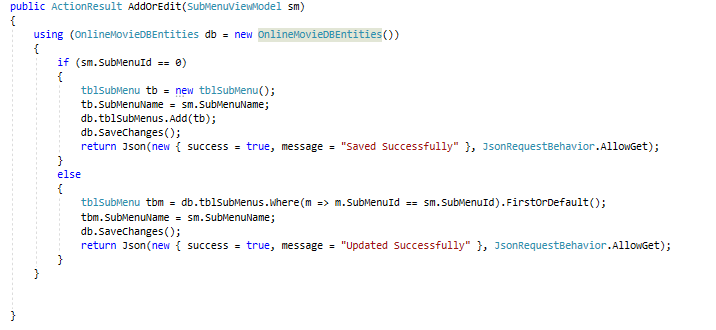 public ActionResult AddOrEdit(SubMenuViewModel sm)
{
    using (OnlineMovieDBEntities db = new OnlineMovieDBEntities())
    {
        if (sm.SubMenuId == 0)
        {
            tblSubMenu tb = new tblSubMenu();
            tb.SubMenuName = sm.SubMenuName;
            db.tblSubMenus.Add(tb);
            db.SaveChanges();
            return Json(new { success = true, message = "Saved Successfully" }, JsonRequestBehavior.AllowGet);
        }
        else
        {
            tblSubMenu tbm = db.tblSubMenus.Where(m => m.SubMenuId == sm.SubMenuId).FirstOrDefault();
            tbm.SubMenuName = sm.SubMenuName;
            db.SaveChanges();
            return Json(new { success = true, message = "Updated Successfully" }, JsonRequestBehavior.AllowGet);
        }
    }
}